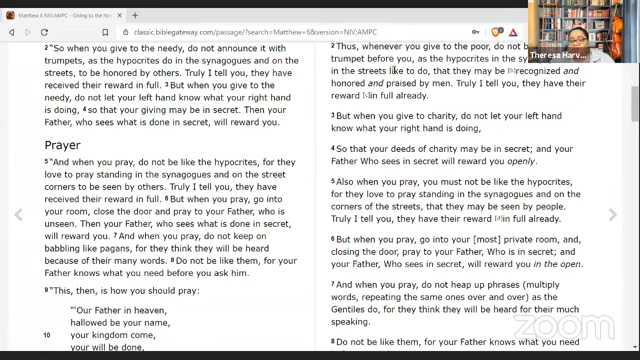 Matthew 6 NIV;AMPC - Giving to the Ne
classic.biblegateway.com/passage/?search=Matthew+6&version=NIV;AMPC
Theresa Harv...
2 "So when you give to the needy, do not announce it with
trumpets, as the hypocrites do in the synagogues and on the
streets, to be honored by others. Truly I tell you, they have
received their reward in full. 3 But when you give to the
needy, do not let your left hand know what your right hand
is doing, 4 so that your giving may be in secret. Then your
Father, who sees what is done in secret, will reward you.
Prayer
5 "And when you pray, do not be like the hypocrites, for they
love to pray standing in the synagogues and on the street
corners to be seen by others. Truly I tell you, they have
received their reward in full. 6 But when you pray, go into
your room, close the door and pray to your Father, who is
unseen. Then your Father, who sees what is done in secret,
will reward you. 7 And when you pray, do not keep on
babbling like pagans, for they think they will be heard
because of their many words. 8 Do not be like them, for your
Father knows what you need before you ask him.
9 "This, then, is how you should pray:
"'Our Father in heaven,
hallowed be your name,
10 your kingdom come,
your will be done,
2 Thus, whenever you give to the poor, do not b
trumpet before you, as the hypocrites in the sy
in the streets like to do, that they may be [b]recognized and
honored and praised by men. Truly I tell you, they have their
reward [c]in full already.
3 But when you give to charity, do not let your left hand
know what your right hand is doing,
4 So that your deeds of charity may be in secret; and your
Father Who sees in secret will reward you openly.
5 Also when you pray, you must not be like the hypocrites,
for they love to pray standing in the synagogues and on the
corners of the streets, that they may be seen by people.
Truly I tell you, they have their reward [d]in full already.
6 But when you pray, go into your [most] private room, and,
closing the door, pray to your Father, Who is in secret; and
your Father, Who sees in secret, will reward you in the open.
7 And when you pray, do not heap up phrases (multiply
words, repeating the same ones over and over) as the
Gentiles do, for they think they will be heard for their much
speaking.
8 Do not be like them, for your Father knows what you need
zoom